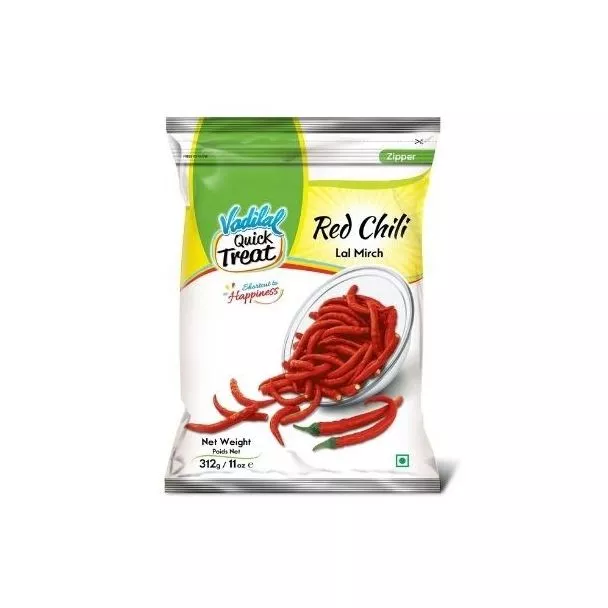 Zipper
Vadilal
Quick
Treat
Shortcut to
Happiness
Red Chili
Lal Mirch
Net Weight
Poids Net
312g / 11oz e